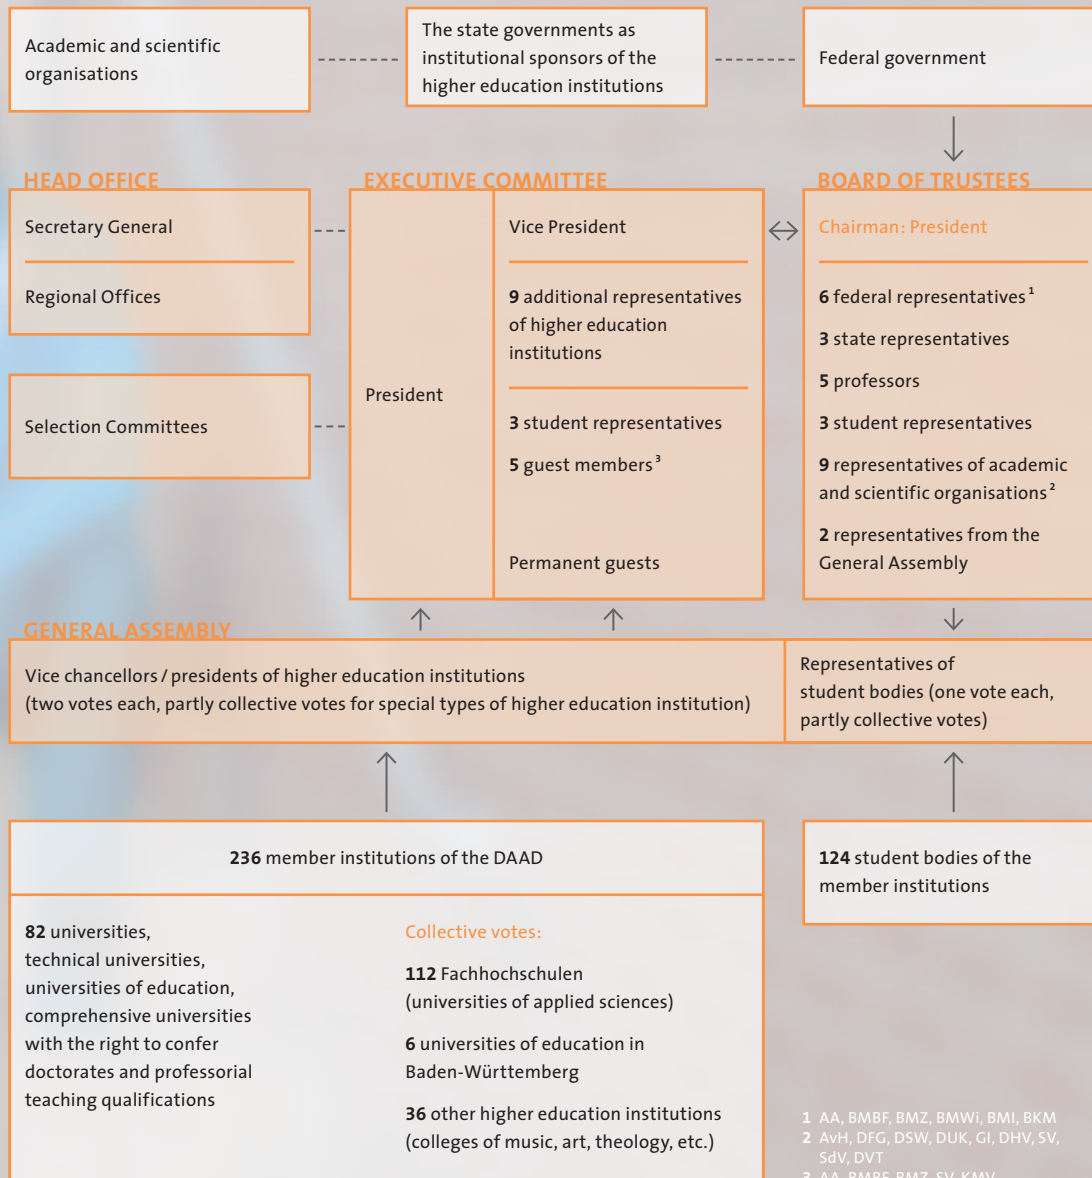 Academic and scientific
organisations
The state governments as
institutional sponsors of the
higher education institutions
Federal government
HEAD OFFICE
Secretary General
Regional Offices
Selection Committees
EXECUTIVE COMMITTEE
President
Vice President
9 additional representatives
of higher education
institutions
3 student representatives
5 guest members³
Permanent guests
BOARD OF TRUSTEES
Chairman: President
6 federal representatives¹
3 state representatives
5 professors
3 student representatives
9 representatives of academic
and scientific organisations²
2 representatives from the
General Assembly
GENERAL ASSEMBLY
Vice chancellors / presidents of higher education institutions
(two votes each, partly collective votes for special types of higher education institution)
Representatives of
student bodies (one vote each,
partly collective votes)
236 member institutions of the DAAD
82 universities,
technical universities,
universities of education,
comprehensive universities
with the right to confer
doctorates and professorial
teaching qualifications
Collective votes:
112 Fachhochschulen
(universities of applied sciences)
6 universities of education in
Baden-Württemberg
36 other higher education institutions
(colleges of music, art, theology, etc.)
124 student bodies of the
member institutions
1 AA, BMBF, BMZ, BMWi, BMI, BKM
2 AvH, DFG, DSW, DUK, GI, DHV, SV,
SdV, DVT
3 AA, BMBF, BMZ, SV, KMV